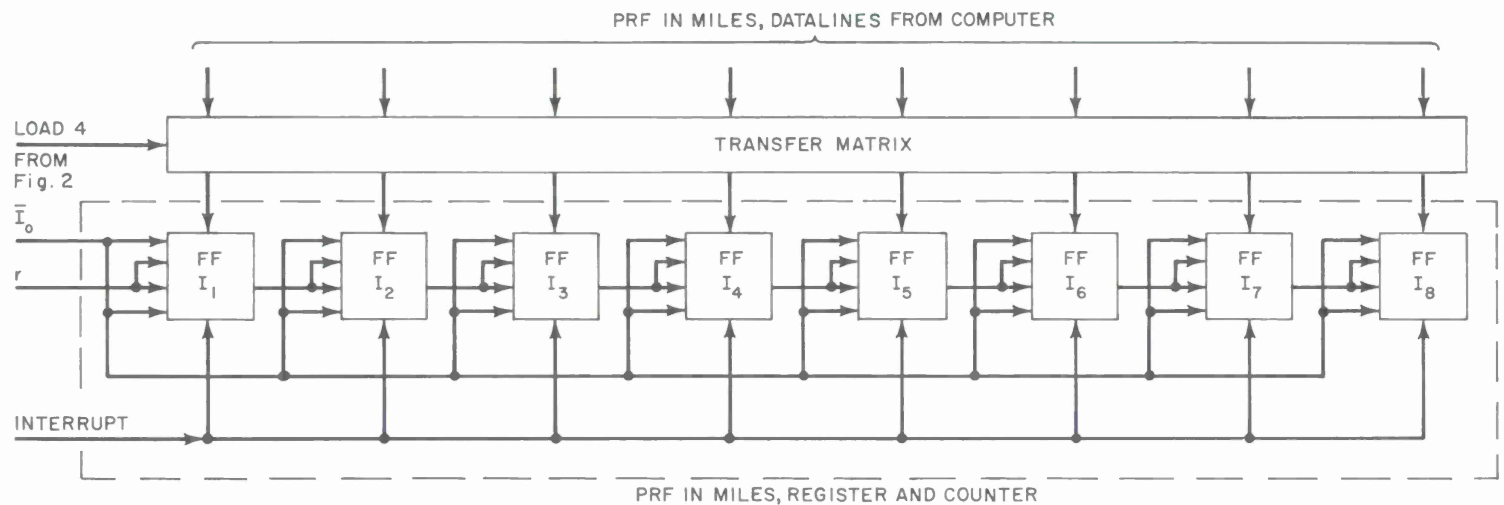 PRF IN MILES, DATALINES FROM COMPUTER
LOAD 4
TRANSFER MATRIX
FROM
Fig. 2
I̅₀
r
FF
I₁
FF
I₂
FF
I₃
FF
I₄
FF
I₅
FF
I₆
FF
I₇
FF
I₈
INTERRUPT
PRF IN MILES, REGISTER AND COUNTER